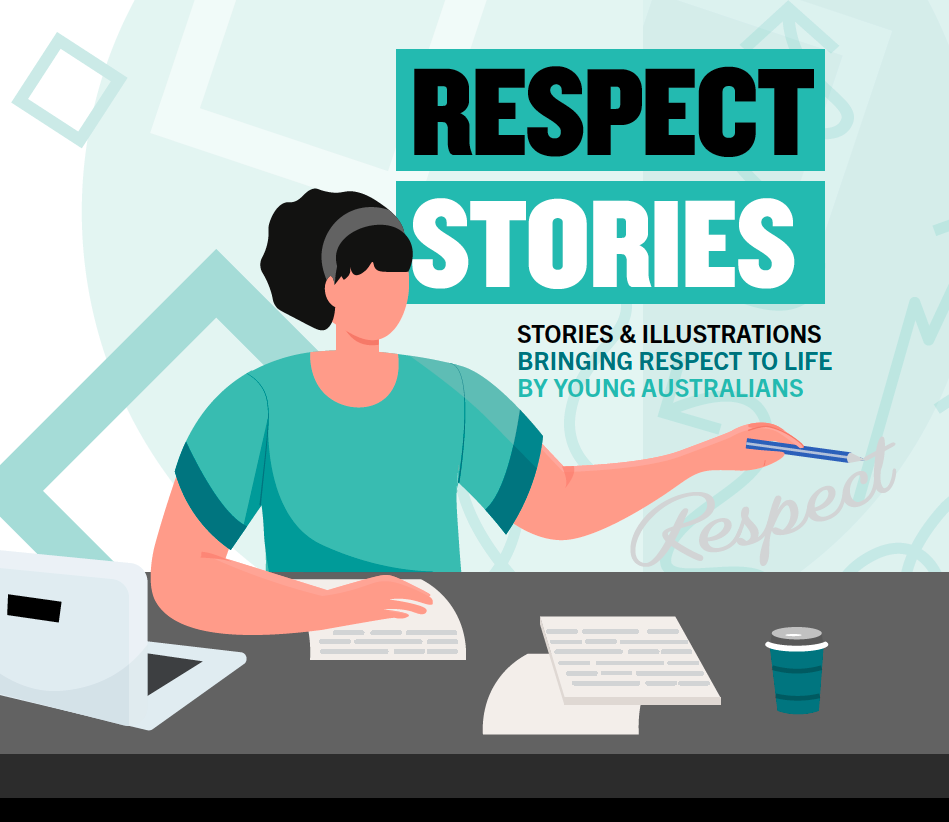 RESPECT
STORIES
STORIES & ILLUSTRATIONS
BRINGING RESPECT TO LIFE
BY YOUNG AUSTRALIANS
Respect